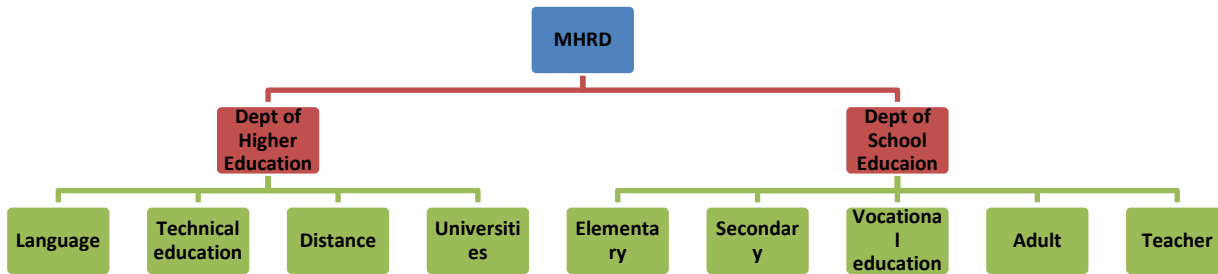 MHRD
Dept of
Higher
Education
Dept of
School
Educaion
Language
Technical
education
Distance
Universiti
es
Elementa
ry
Secondar
y
Vocationa
l
education
Adult
Teacher